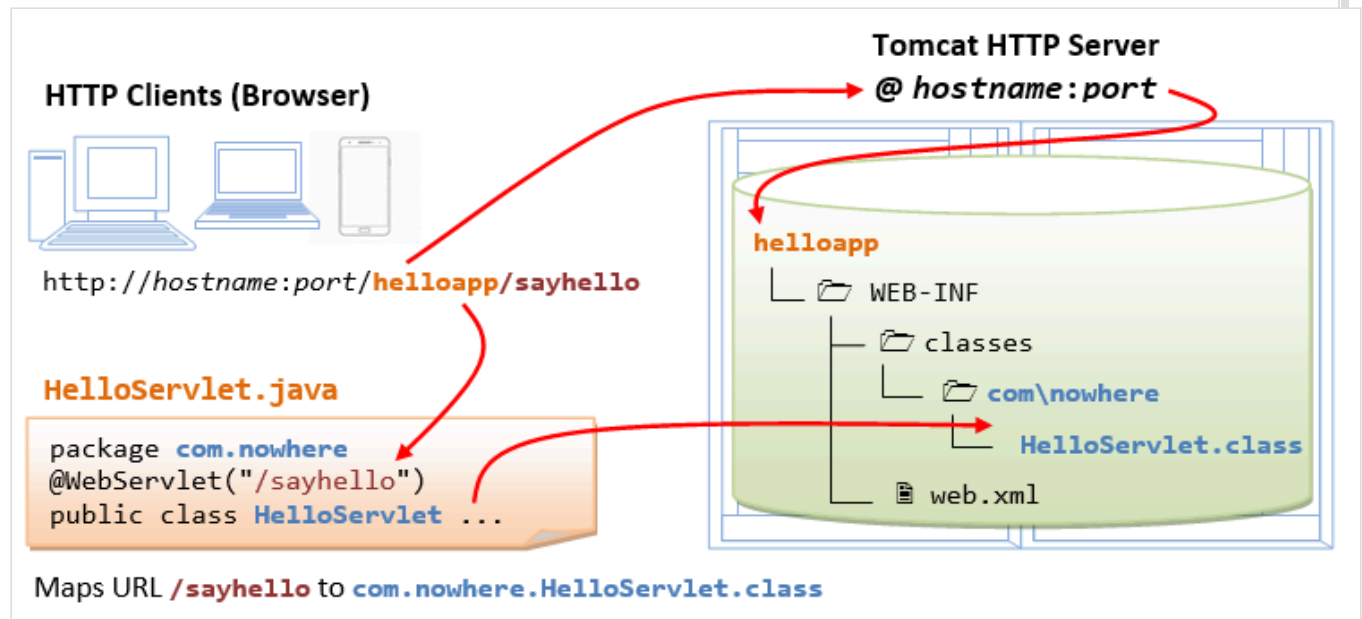 Tomcat HTTP Server
@ hostname:port
HTTP Clients (Browser)
http://hostname:port/helloapp/sayhello
HelloServlet.java
package com.nowhere
@WebServlet("/sayhello")
public class HelloServlet ...
helloapp
WEB-INF
classes
com\nowhere
HelloServlet.class
web.xml
Maps URL /sayhello to com.nowhere.HelloServlet.class